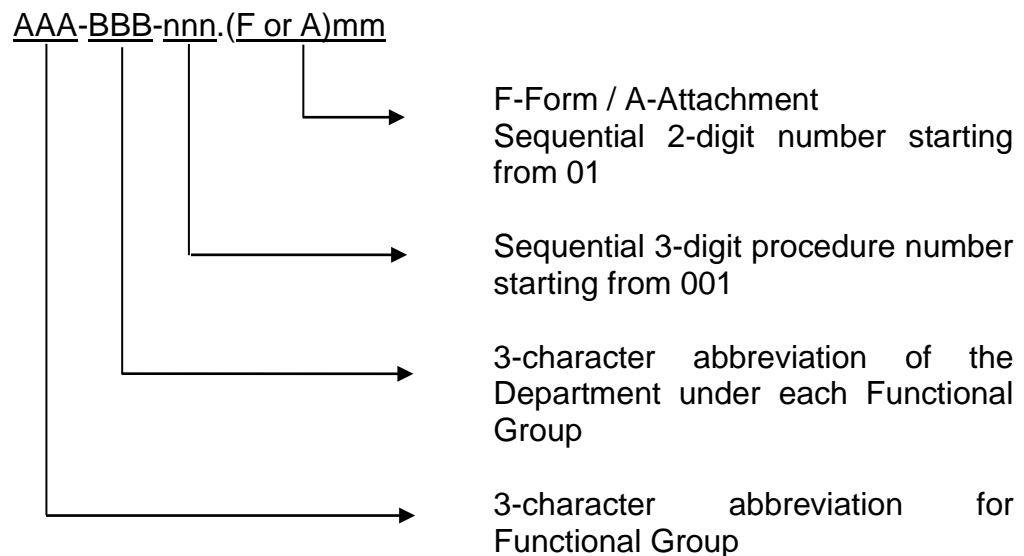 AAA-BBB-nnn.(F or A)mm
F-Form / A-Attachment
Sequential 2-digit number starting
from 01
Sequential 3-digit procedure number
starting from 001
3-character abbreviation of the
Department under each Functional
Group
3-character abbreviation for
Functional Group